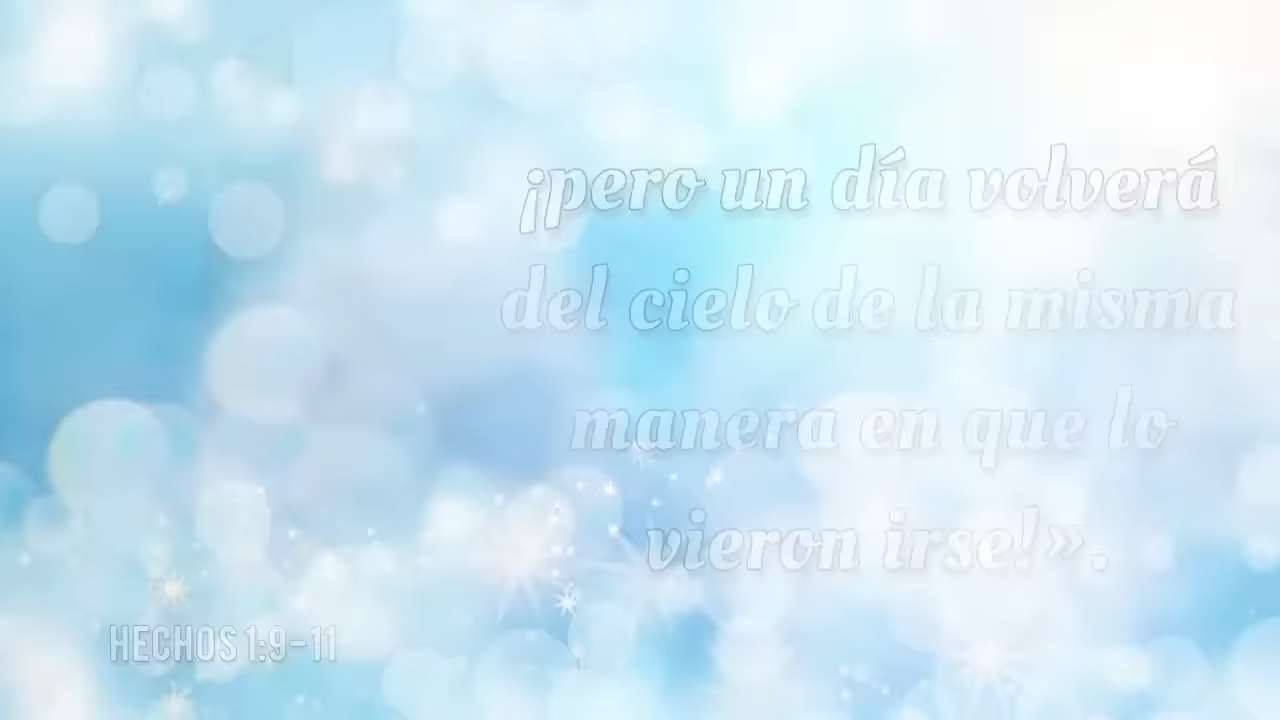 ¡pero un día volverá
del cielo de la misma
manera en que lo
vieron irse!».
HECHOS 1:9-11